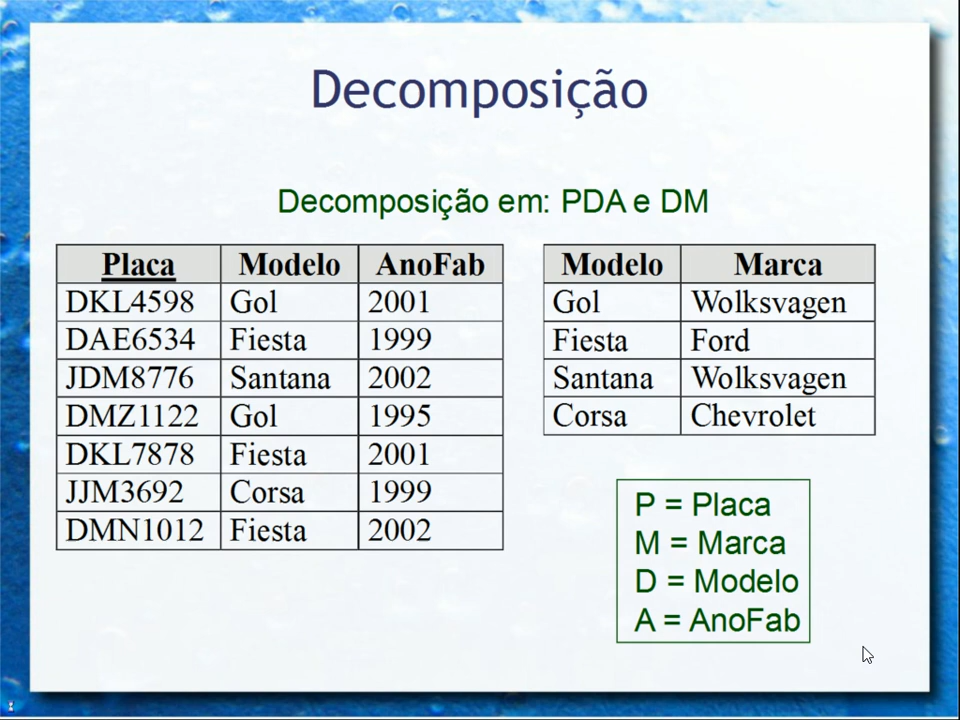 Decomposição
Decomposição em: PDA e DM
Placa Modelo AnoFab
DKL4598 Gol 2001
DAE6534 Fiesta 1999
JDM8776 Santana 2002
DMZ1122 Gol 1995
DKL7878 Fiesta 2001
JJM3692 Corsa 1999
DMN1012 Fiesta 2002
Modelo Marca
Gol Wolksvagen
Fiesta Ford
Santana Wolksvagen
Corsa Chevrolet
P = Placa
M = Marca
D = Modelo
A = AnoFab